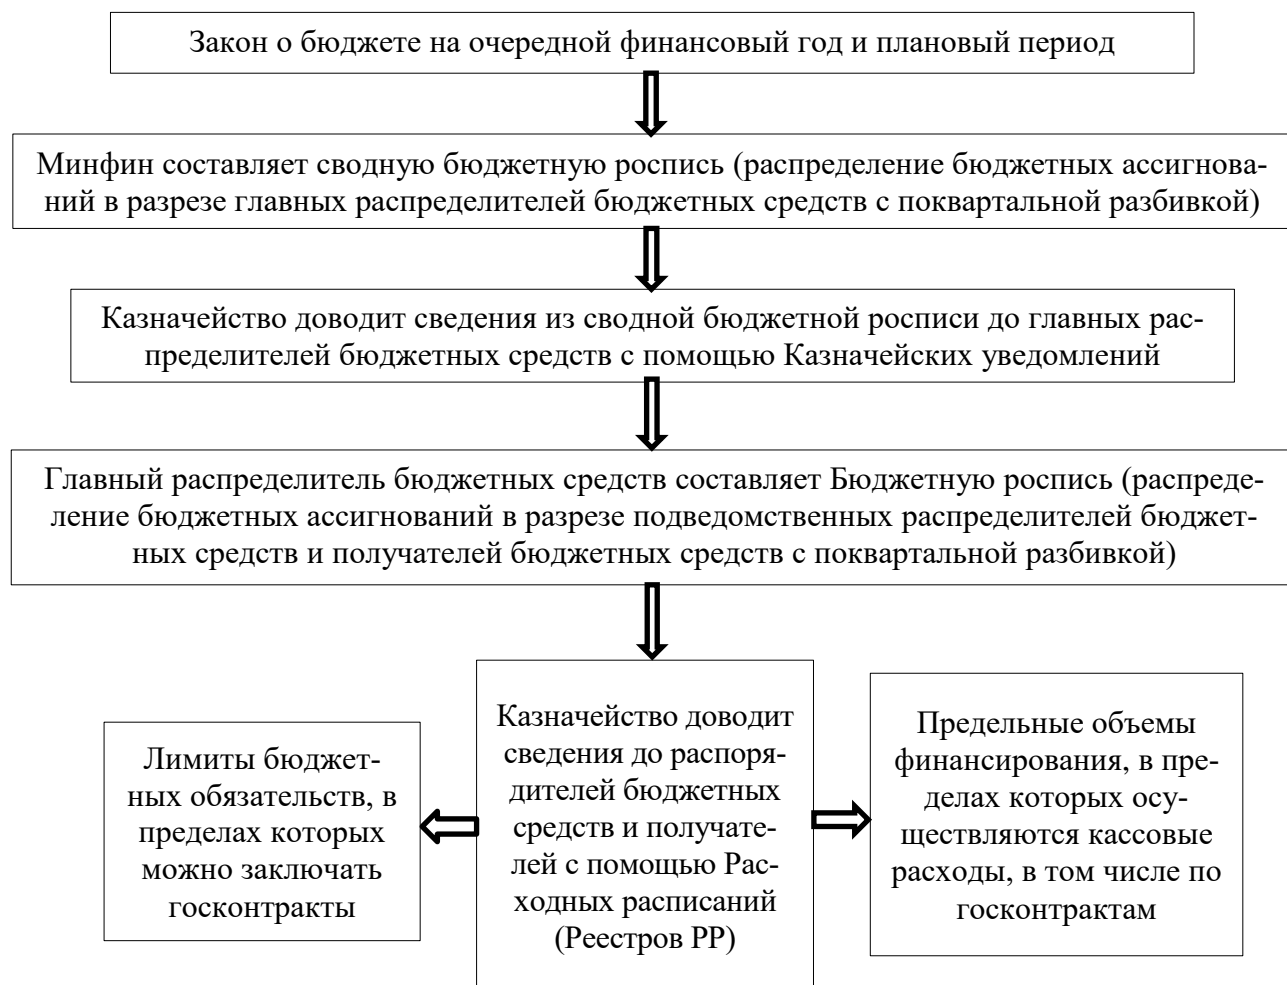 Закон о бюджете на очередной финансовый год и плановый период
Минфин составляет сводную бюджетную роспись (распределение бюджетных ассигнова-
ний в разрезе главных распределителей бюджетных средств с поквартальной разбивкой)
Казначейство доводит сведения из сводной бюджетной росписи до главных рас-
пределителей бюджетных средств с помощью Казначейских уведомлений
Главный распределитель бюджетных средств составляет Бюджетную роспись (распреде-
ление бюджетных ассигнований в разрезе подведомственных распределителей бюджет-
ных средств и получателей бюджетных средств с поквартальной разбивкой)
Лимиты бюджет-
ных обязательств, в
пределах которых
можно заключать
госконтракты
Казначейство доводит
сведения до распоря-
дителей бюджетных
средств и получате-
лей с помощью Рас-
ходных расписаний
(Реестров РР)
Предельные объемы
финансирования, в пре-
делах которых осу-
ществляются кассовые
расходы, в том числе по
госконтрактам